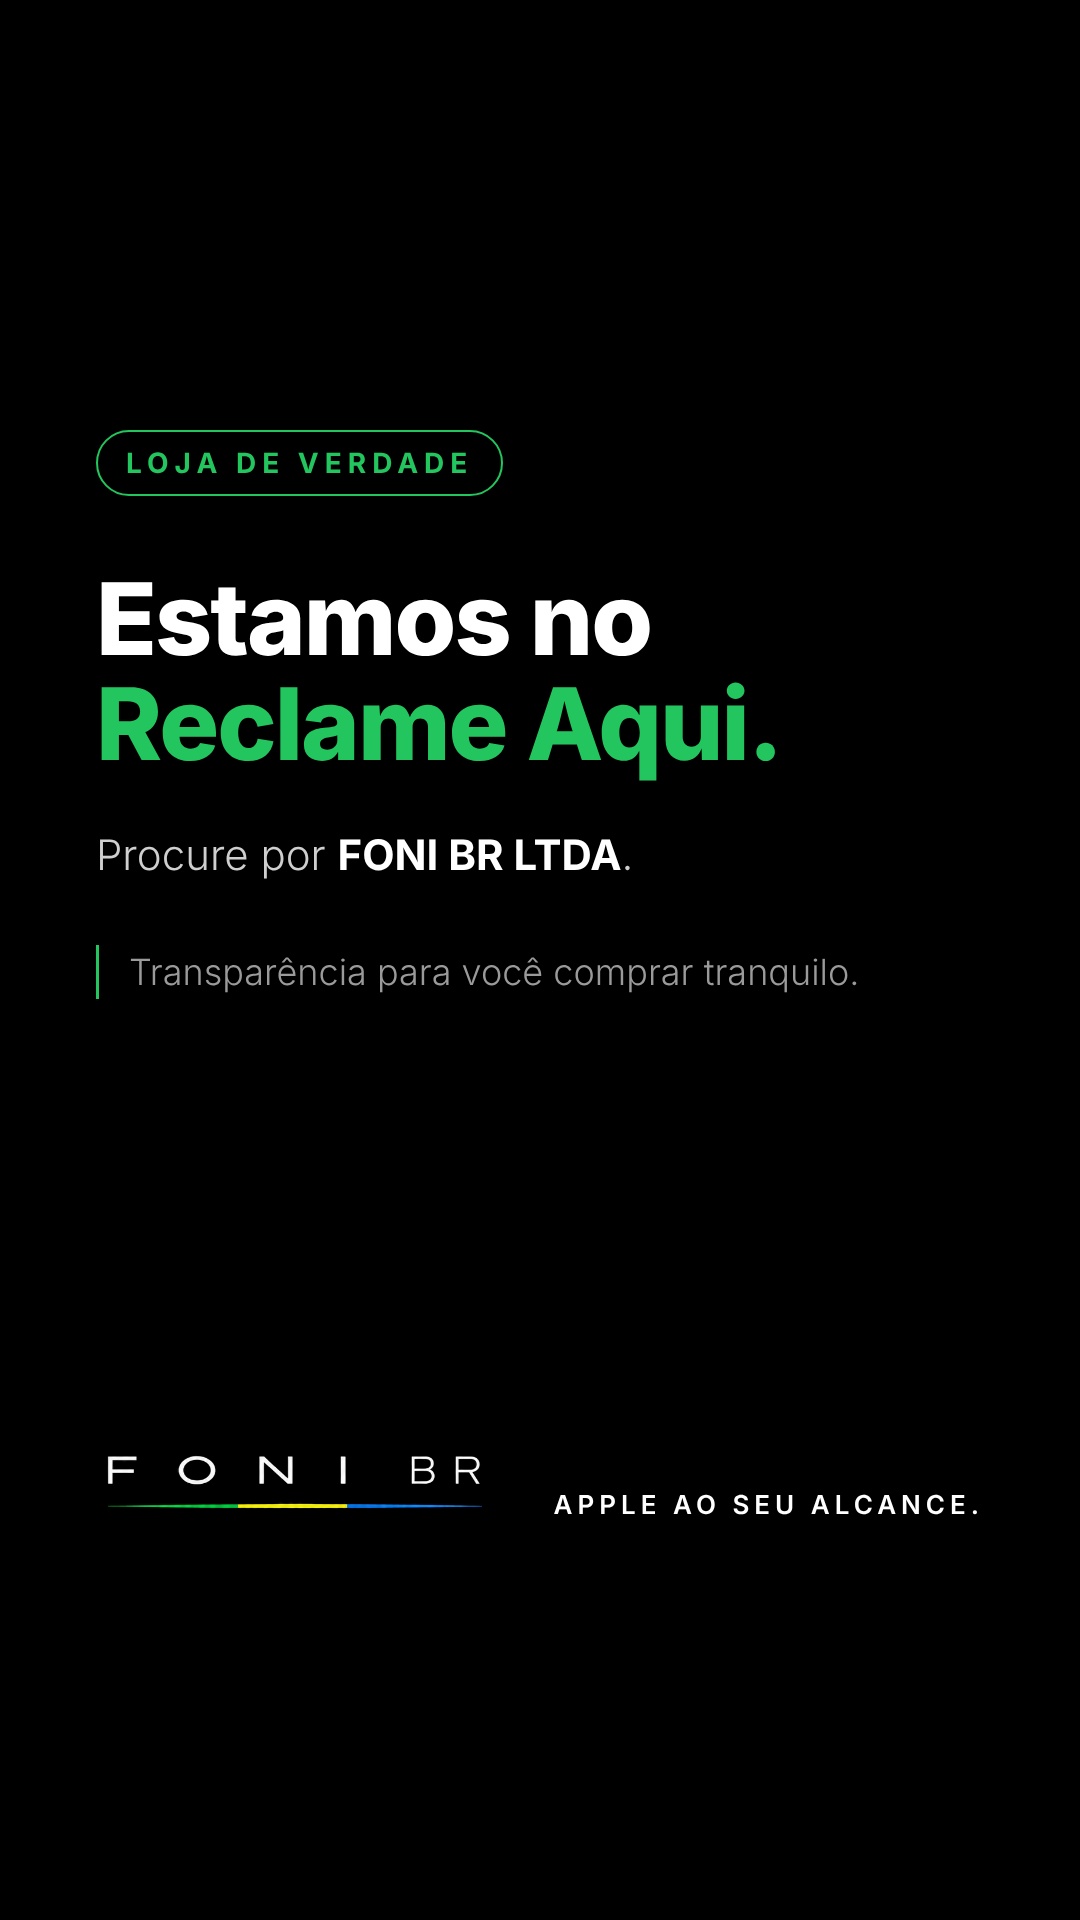 LOJA DE VERDADE
Estamos no
Reclame Aqui.
Procure por FONI BR LTDA.
Transparência para você comprar tranquilo.
FONI BR
APPLE AO SEU ALCANCE.